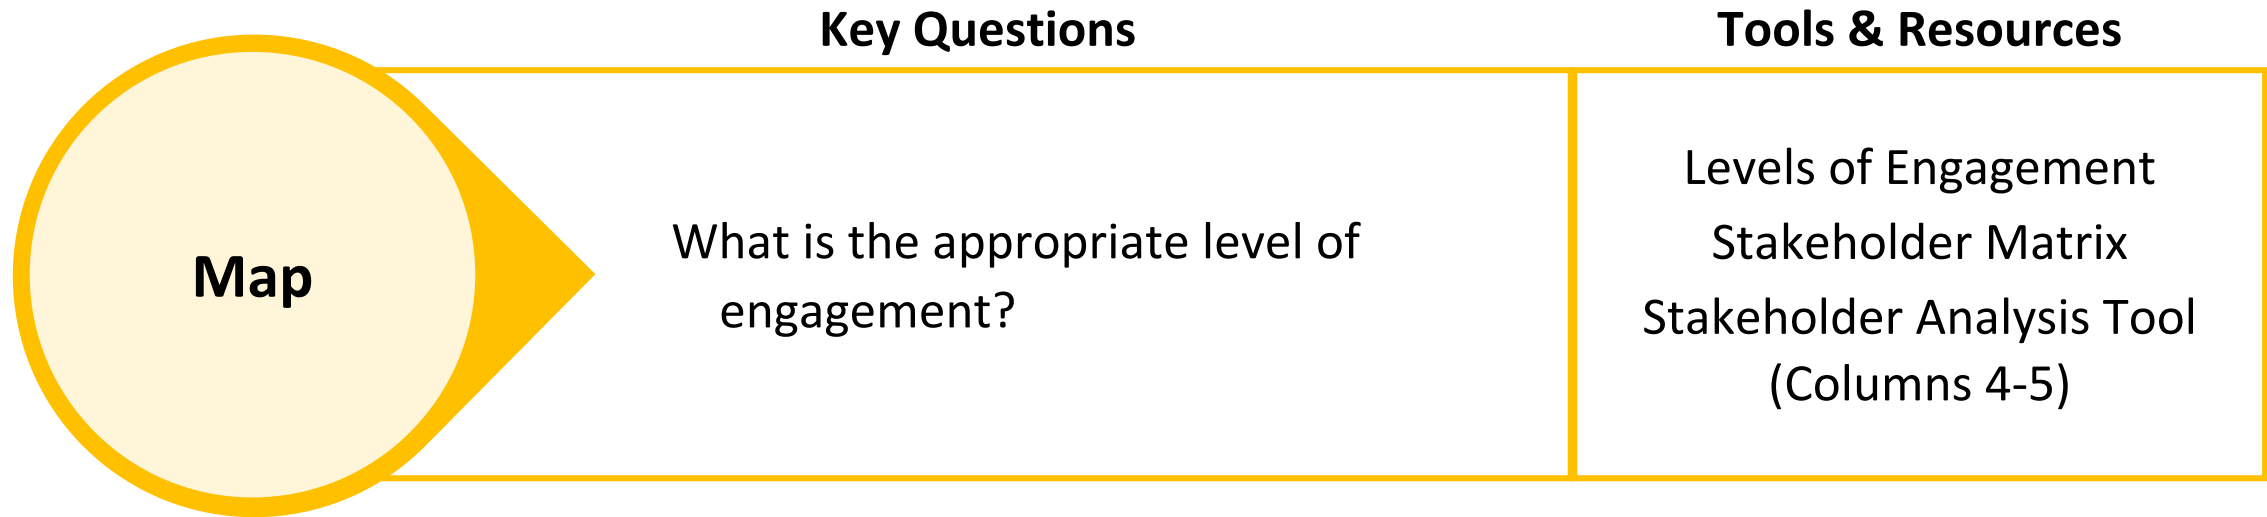 Key Questions
Tools & Resources
Map
What is the appropriate level of
engagement?
Levels of Engagement
Stakeholder Matrix
Stakeholder Analysis Tool
(Columns 4-5)